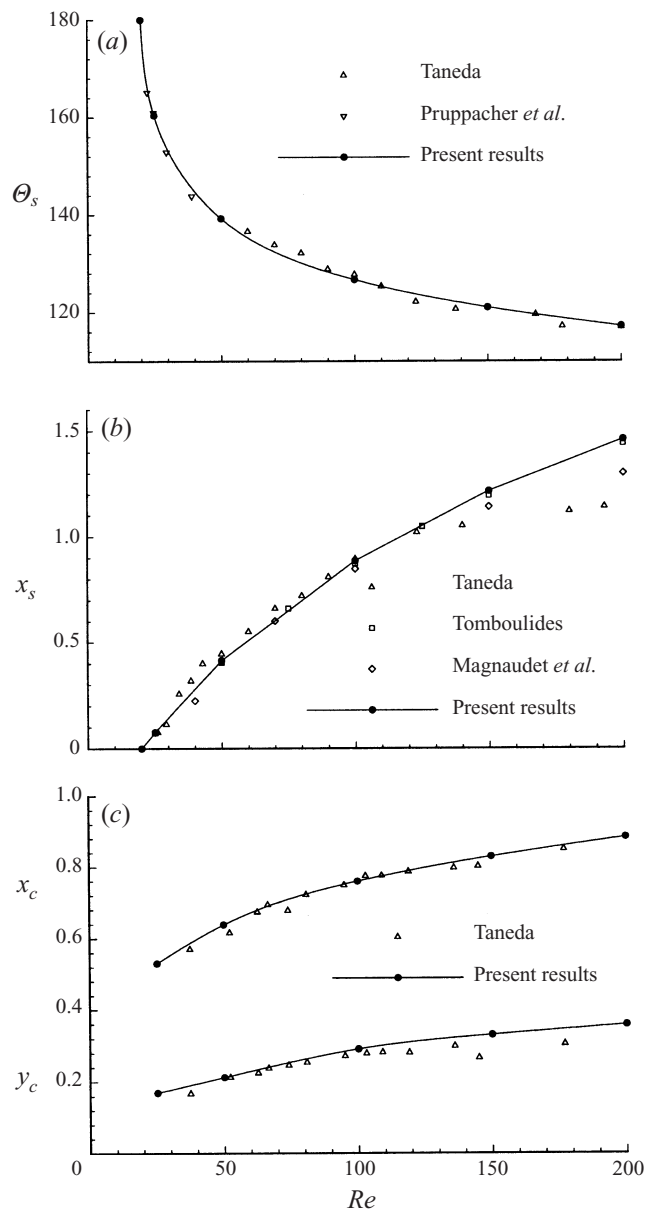 180
(a)
Taneda
160
Pruppacher et al.
Present results
Θs
140
120
1.5
(b)
1.0
xs
Taneda
Tomboulides
0.5
Magnaudet et al.
Present results
0
1.0
(c)
xc
0.8
0.6
Taneda
Present results
0.4
yc
0.2
0
50
100
150
200
Re